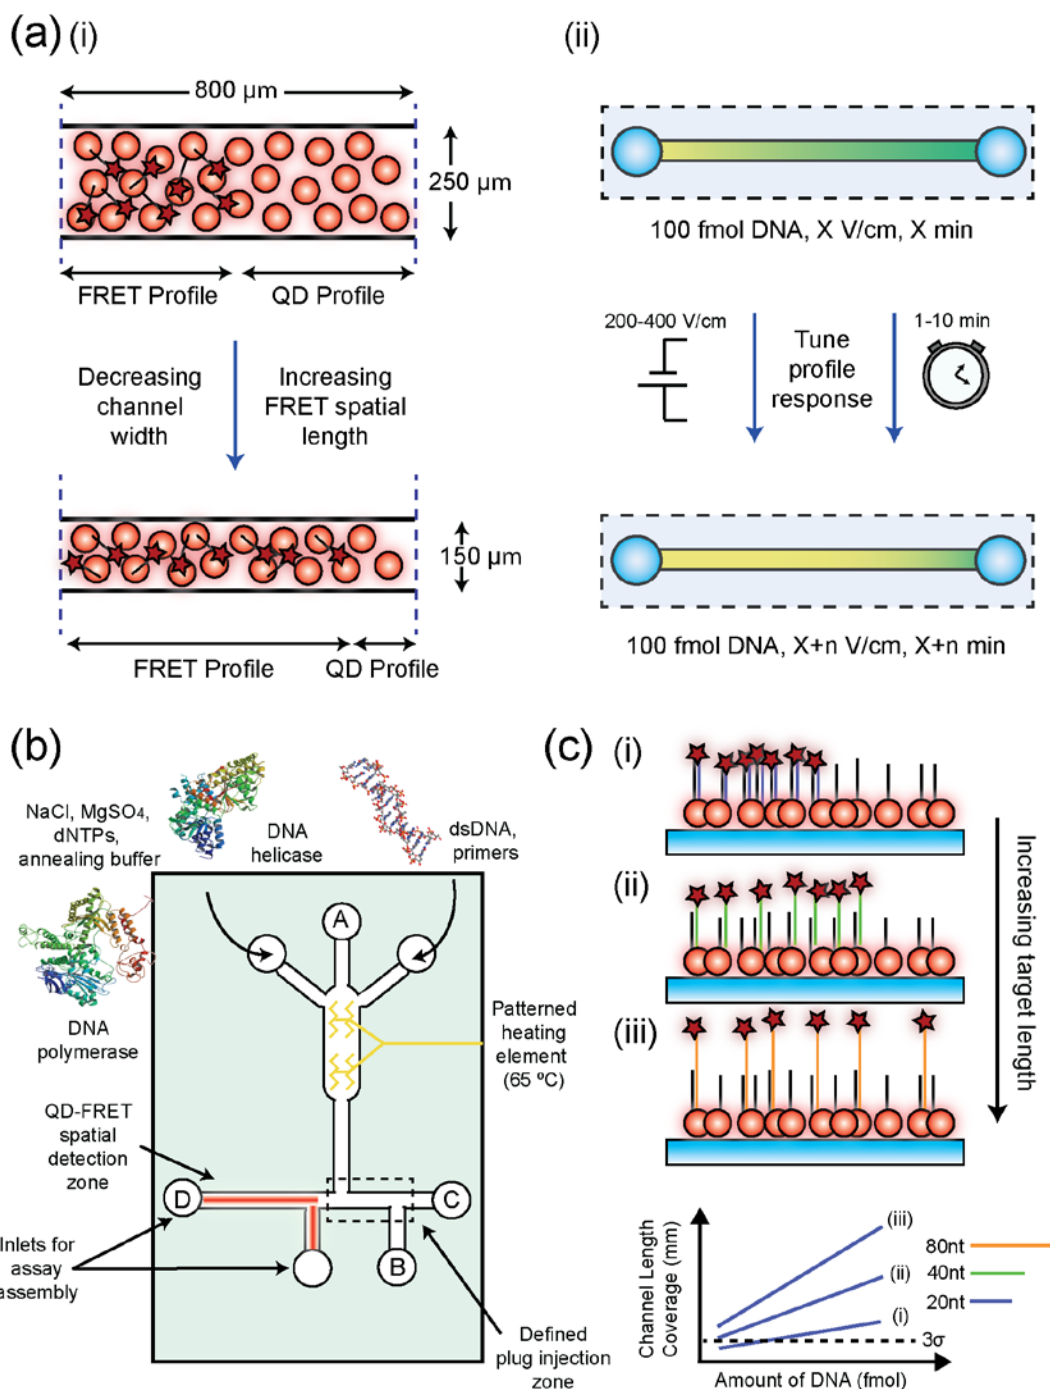 (a) (i)
800 µm
250 µm
FRET Profile
QD Profile
Decreasing
channel
width
Increasing
FRET spatial
length
150 µm
FRET Profile
QD Profile
(ii)
100 fmol DNA, X V/cm, X min
200-400 V/cm
Tune
profile
response
1-10 min
100 fmol DNA, X+n V/cm, X+n min
(b)
NaCl, MgSO₄,
dNTPs,
annealing buffer
DNA
helicase
dsDNA,
primers
DNA
polymerase
A
Patterned
heating
element
(65 ºC)
QD-FRET
spatial
detection
zone
D
C
B
Inlets for
assay
assembly
Defined
plug injection
zone
(c)
(i)
(ii)
(iii)
Increasing target length
Channel Length
Coverage (mm)
(iii)
(ii)
(i)
80nt
40nt
20nt
3σ
Amount of DNA (fmol)